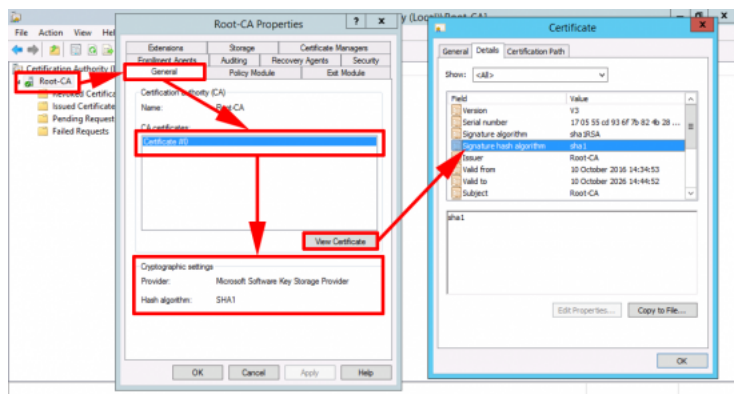 y (Local)\Root-CA]
File Action View Hel
Certification Authority (L
Root-CA
Revoked Certifica
Issued Certificate
Pending Request
Failed Requests
Root-CA Properties
? x
Extensions Storage Certificate Managers
Enrollment Agents Auditing Recovery Agents Security
General Policy Module Exit Module
Certification authority (CA)
Name: Root-CA
CA certificates:
Certificate #0
View Certificate
Cryptographic settings
Provider: Microsoft Software Key Storage Provider
Hash algorithm: SHA1
OK Cancel Apply Help
Certificate
x
General Details Certification Path
Show: <All>
Field Value
Version V3
Serial number 17 05 55 cd 93 6f 7b 82 4b 28 ...
Signature algorithm sha1RSA
Signature hash algorithm sha1
Issuer Root-CA
Valid from 10 October 2016 14:34:53
Valid to 10 October 2026 14:44:52
Subject Root-CA
sha1
Edit Properties... Copy to File...
OK